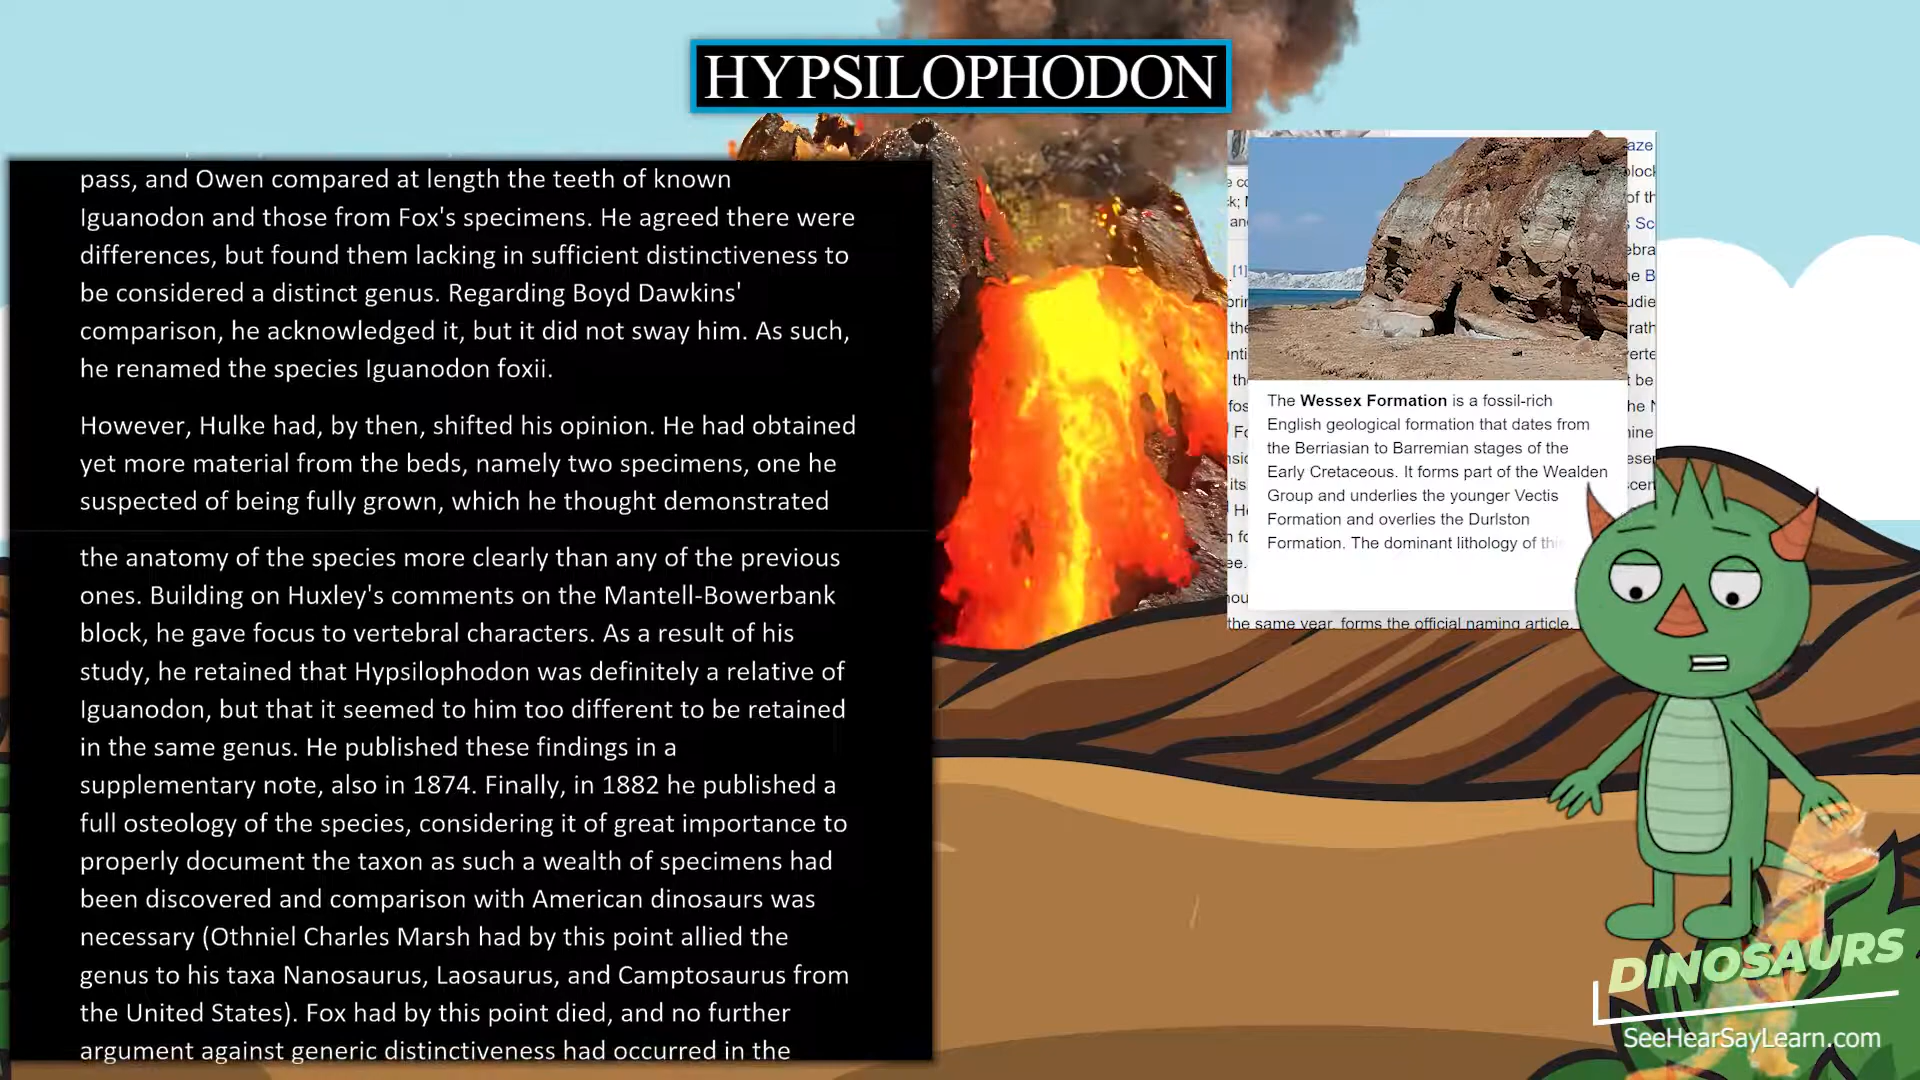 HYPSILOPHODON
pass, and Owen compared at length the teeth of known
Iguanodon and those from Fox's specimens. He agreed there were
differences, but found them lacking in sufficient distinctiveness to
be considered a distinct genus. Regarding Boyd Dawkins'
comparison, he acknowledged it, but it did not sway him. As such,
he renamed the species Iguanodon foxii.
However, Hulke had, by then, shifted his opinion. He had obtained
yet more material from the beds, namely two specimens, one he
suspected of being fully grown, which he thought demonstrated
the anatomy of the species more clearly than any of the previous
ones. Building on Huxley's comments on the Mantell-Bowerbank
block, he gave focus to vertebral characters. As a result of his
study, he retained that Hypsilophodon was definitely a relative of
Iguanodon, but that it seemed to him too different to be retained
in the same genus. He published these findings in a
supplementary note, also in 1874. Finally, in 1882 he published a
full osteology of the species, considering it of great importance to
properly document the taxon as such a wealth of specimens had
been discovered and comparison with American dinosaurs was
necessary (Othniel Charles Marsh had by this point allied the
genus to his taxa Nanosaurus, Laosaurus, and Camptosaurus from
the United States). Fox had by this point died, and no further
argument against generic distinctiveness had occurred in the
The Wessex Formation is a fossil-rich
English geological formation that dates from
the Berriasian to Barremian stages of the
Early Cretaceous. It forms part of the Wealden
Group and underlies the younger Vectis
Formation and overlies the Durlston
Formation. The dominant lithology of this
the same year, forms the official naming article.
DINOSAURS
SeeHearSayLearn.com